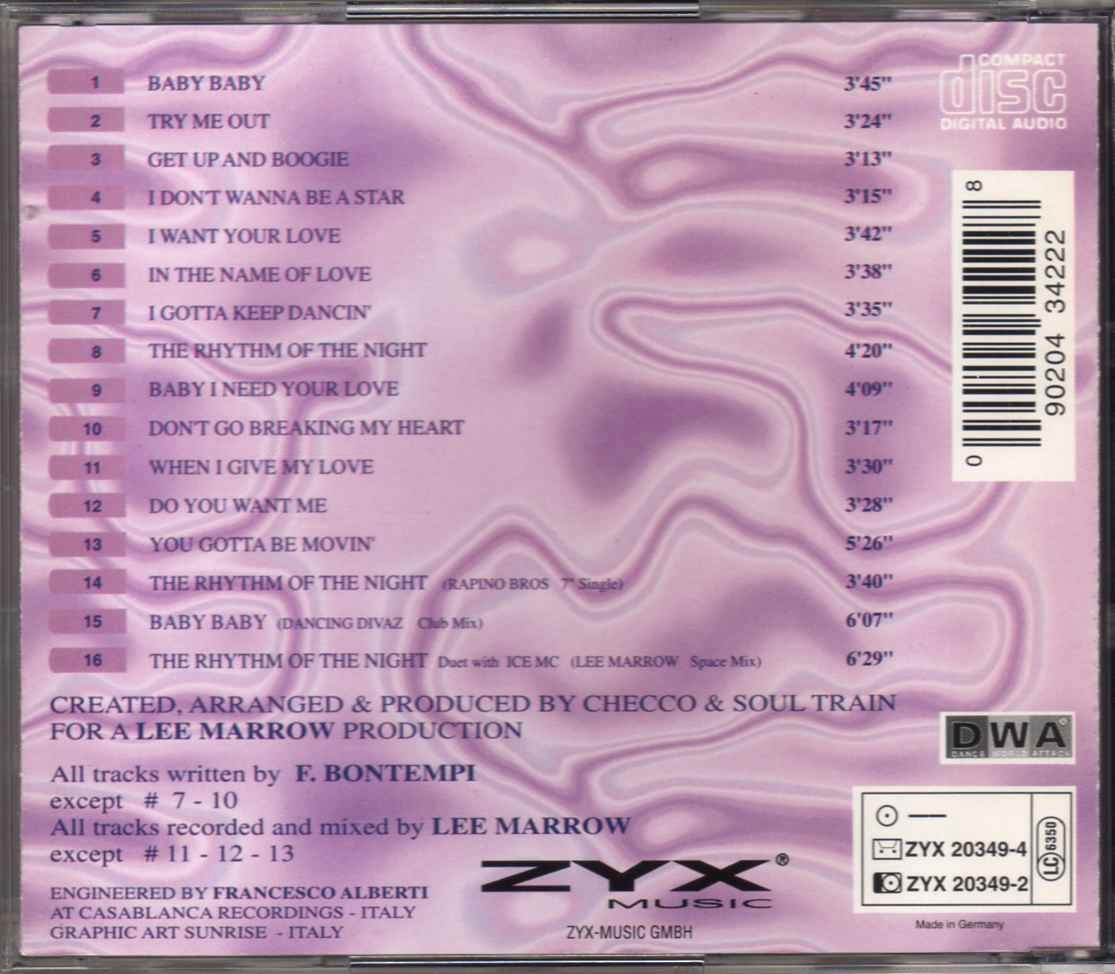 COMPACT
disc
DIGITAL AUDIO
1 BABY BABY 3'45"
2 TRY ME OUT 3'24"
3 GET UP AND BOOGIE 3'13"
4 I DON'T WANNA BE A STAR 3'15"
5 I WANT YOUR LOVE 3'42"
6 IN THE NAME OF LOVE 3'38"
7 I GOTTA KEEP DANCIN' 3'35"
8 THE RHYTHM OF THE NIGHT 4'20"
9 BABY I NEED YOUR LOVE 4'09"
10 DON'T GO BREAKING MY HEART 3'17"
11 WHEN I GIVE MY LOVE 3'30"
12 DO YOU WANT ME 3'28"
13 YOU GOTTA BE MOVIN' 5'26"
14 THE RHYTHM OF THE NIGHT (RAPINO BROS 7" Single) 3'40"
15 BABY BABY (DANCING DIVAZ Club Mix) 6'07"
16 THE RHYTHM OF THE NIGHT Duet with ICE MC (LEE MARROW Space Mix) 6'29"
0 90204 34222 8
CREATED, ARRANGED & PRODUCED BY CHECCO & SOUL TRAIN
FOR A LEE MARROW PRODUCTION
All tracks written by F. BONTEMPI
except # 7 - 10
All tracks recorded and mixed by LEE MARROW
except # 11 - 12 - 13
ENGINEERED BY FRANCESCO ALBERTI
AT CASABLANCA RECORDINGS - ITALY
GRAPHIC ART SUNRISE - ITALY
ZYX®
MUSIC
ZYX-MUSIC GMBH
DWA®
DANCE WORLD ATTACK
ZYX 20349-4
ZYX 20349-2
LC 6350
Made in Germany